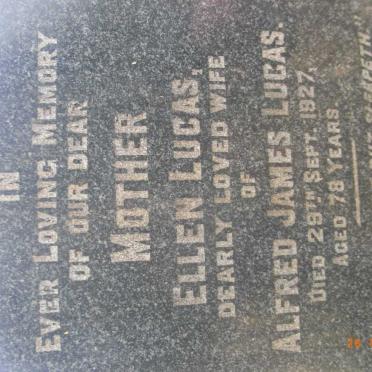 IN
EVER LOVING MEMORY
OF OUR DEAR
MOTHER
ELLEN LUCAS,
DEARLY LOVED WIFE
OF
ALFRED JAMES LUCAS.
DIED 29TH SEPT. 1927,
AGED 78 YEARS.